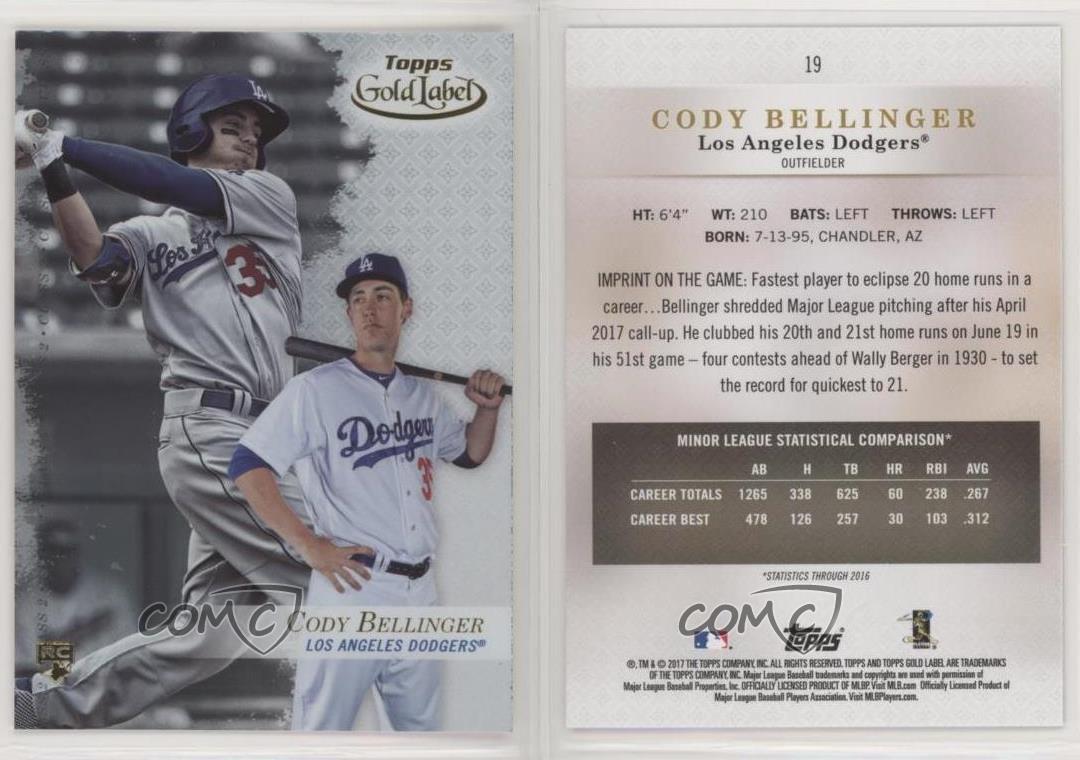 Topps
Gold Label
LA
Los A
35
LA
Dodgers
35
CODY BELLINGER
LOS ANGELES DODGERS®
RC
COMC
19
CODY BELLINGER
Los Angeles Dodgers®
OUTFIELDER
HT: 6'4" WT: 210 BATS: LEFT THROWS: LEFT
BORN: 7-13-95, CHANDLER, AZ
IMPRINT ON THE GAME: Fastest player to eclipse 20 home runs in a
career…Bellinger shredded Major League pitching after his April
2017 call-up. He clubbed his 20th and 21st home runs on June 19 in
his 51st game – four contests ahead of Wally Berger in 1930 - to set
the record for quickest to 21.
MINOR LEAGUE STATISTICAL COMPARISON*
AB H TB HR RBI AVG
CAREER TOTALS 1265 338 625 60 238 .267
CAREER BEST 478 126 257 30 103 .312
*STATISTICS THROUGH 2016
COMC
Topps
®, TM & © 2017 THE TOPPS COMPANY, INC. ALL RIGHTS RESERVED. TOPPS AND TOPPS GOLD LABEL ARE TRADEMARKS
OF THE TOPPS COMPANY, INC. Major League Baseball trademarks and copyrights are used with permission of
Major League Baseball Properties, Inc. OFFICIALLY LICENSED PRODUCT OF MLBP. Visit MLB.com Officially Licensed Product of
Major League Baseball Players Association. Visit MLBPlayers.com.